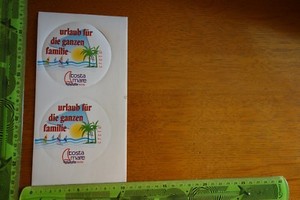 urlaub für
die ganzen
familie
costa
mare
urlaub für
die ganzen
familie
costa
mare